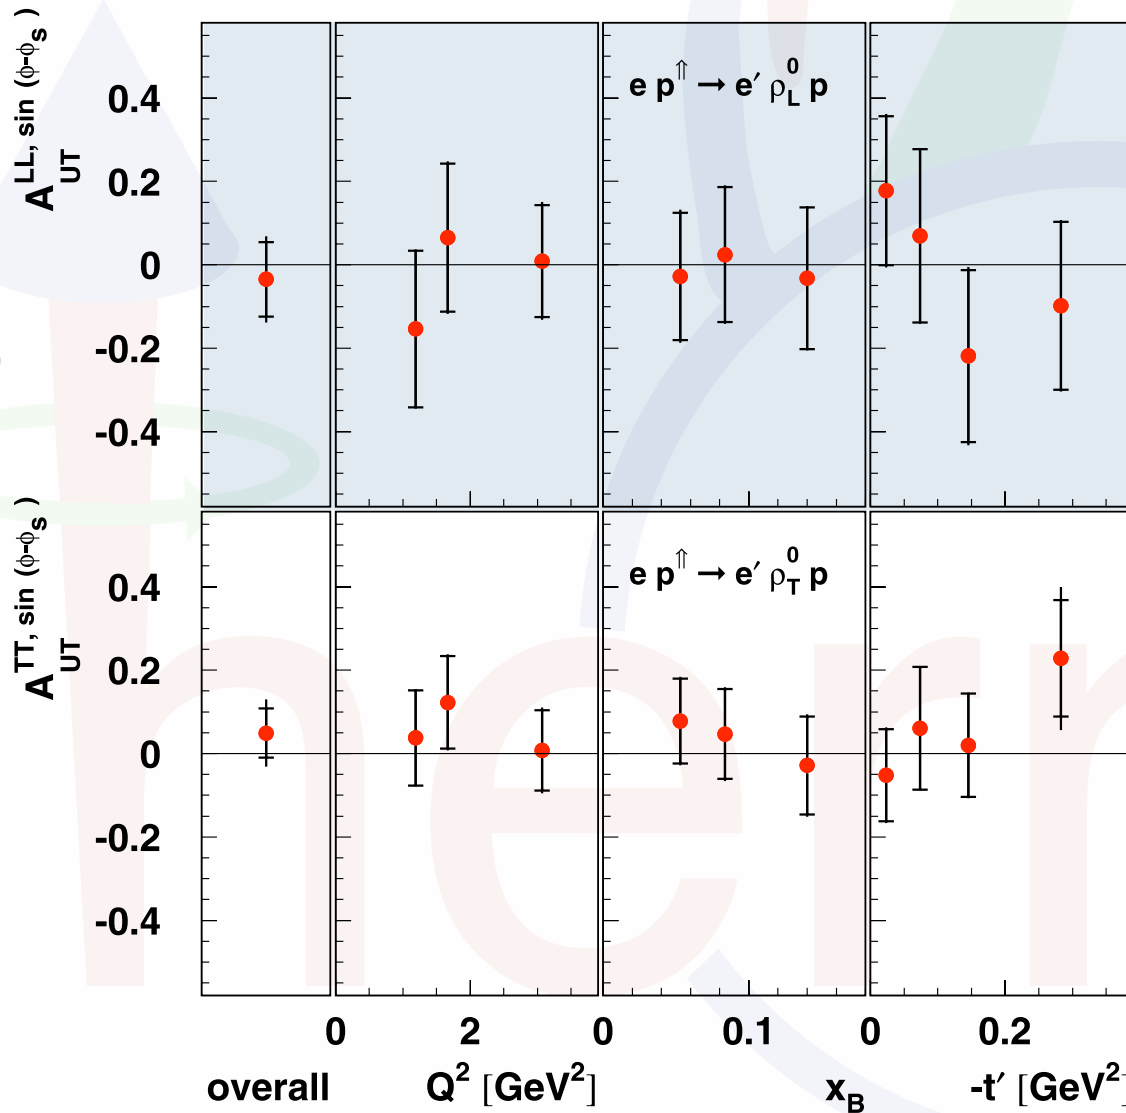 A_UT^LL, sin (ϕ-ϕ_s)
e p^⇑ → e′ ρ_L^0 p
0.4
0.2
0
-0.2
-0.4
A_UT^TT, sin (ϕ-ϕ_s)
e p^⇑ → e′ ρ_T^0 p
0.4
0.2
0
-0.2
-0.4
0 2 0 0.1 0 0.2
overall Q² [GeV²] x_B -t′ [GeV²]